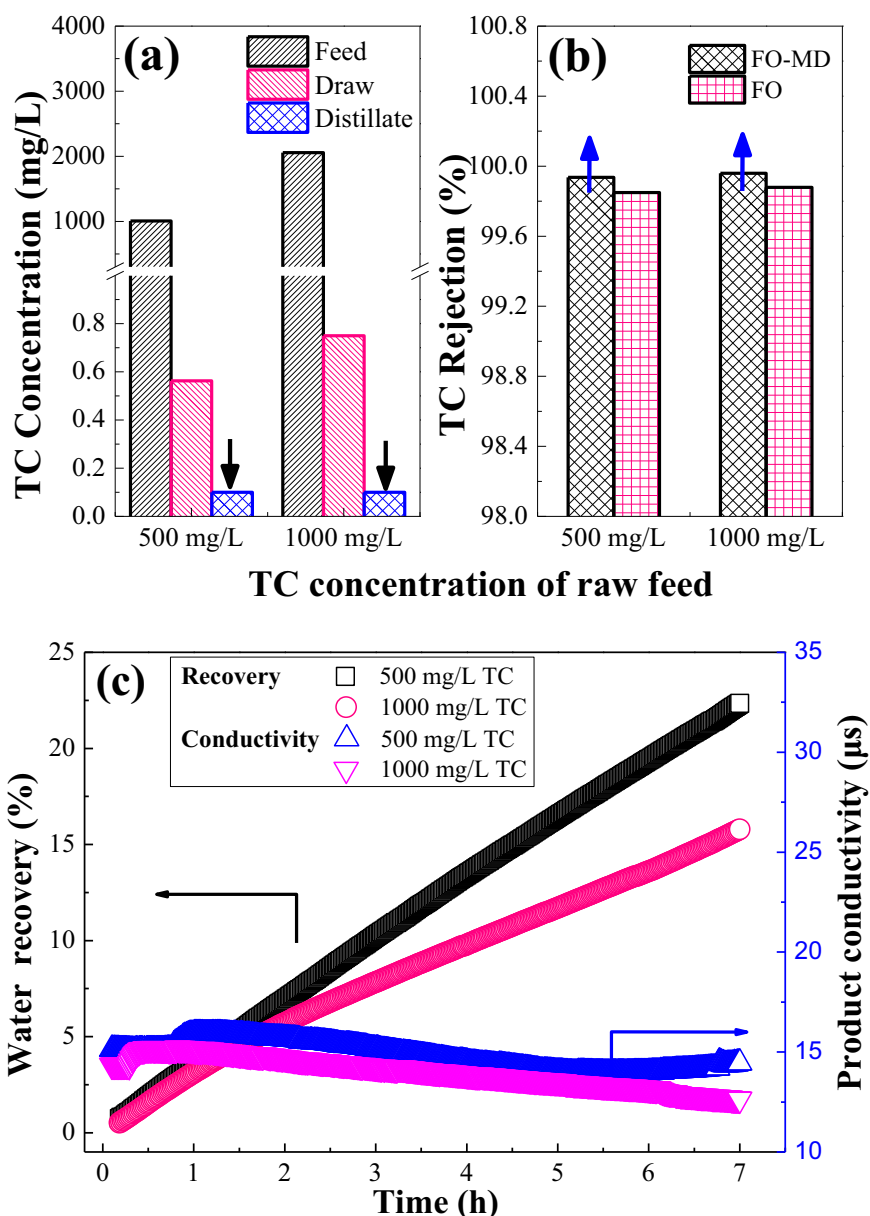 (a)
Feed
Draw
Distillate
TC Concentration (mg/L)
4000
3000
2000
1000
0.8
0.6
0.4
0.2
0.0
500 mg/L
1000 mg/L
(b)
FO-MD
FO
TC Rejection (%)
100.8
100.4
100.0
99.6
99.2
98.8
98.4
98.0
500 mg/L
1000 mg/L
TC concentration of raw feed
(c)
Recovery
500 mg/L TC
1000 mg/L TC
Conductivity
500 mg/L TC
1000 mg/L TC
Water recovery (%)
25
20
15
10
5
0
Product conductivity (μs)
35
30
25
20
15
10
0
1
2
3
4
5
6
7
Time (h)